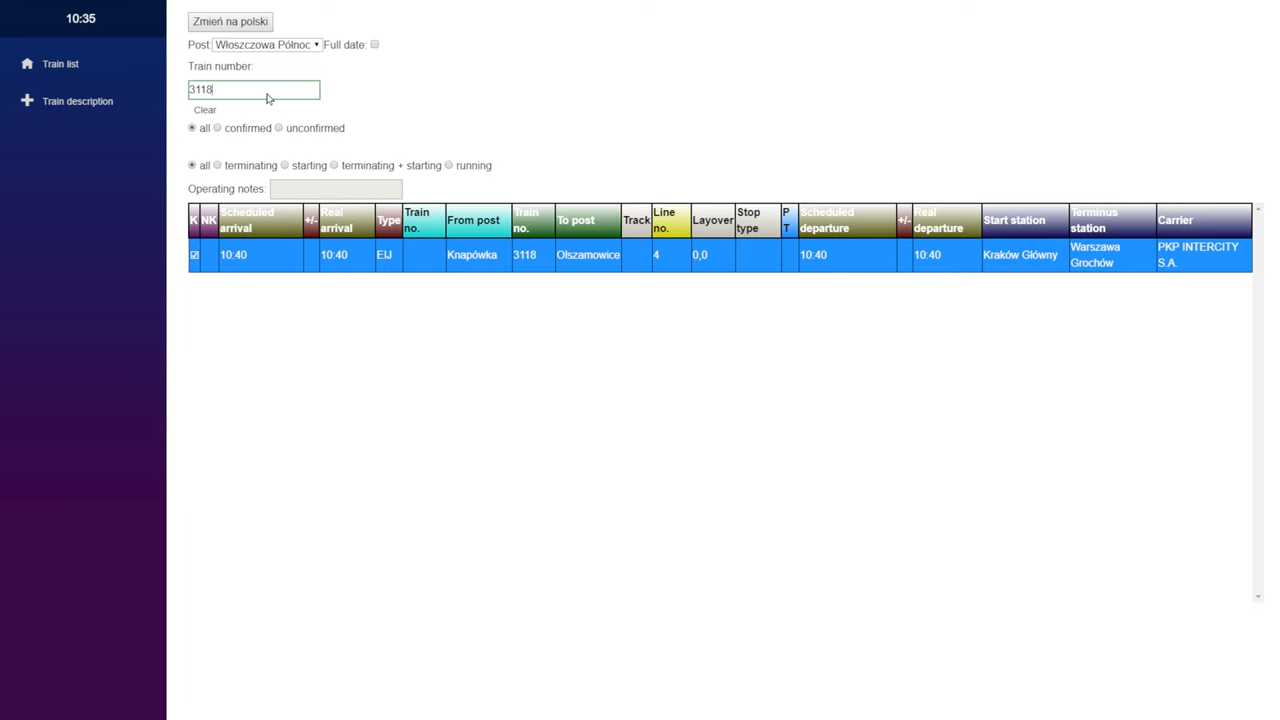 10:35
Train list
Train description
Zmień na polski
Post: Włoszczowa Północ Full date:
Train number:
3118
Clear
all confirmed unconfirmed
all terminating starting terminating + starting running
Operating notes:
K NK Scheduled arrival +/- Real arrival Type Train no. From post Train no. To post Track Line no. Layover Stop type P T Scheduled departure +/- Real departure Start station Terminus station Carrier
10:40 10:40 EIJ Knapówka 3118 Olszamowice 4 0,0 10:40 10:40 Kraków Główny Warszawa Grochów PKP INTERCITY S.A.